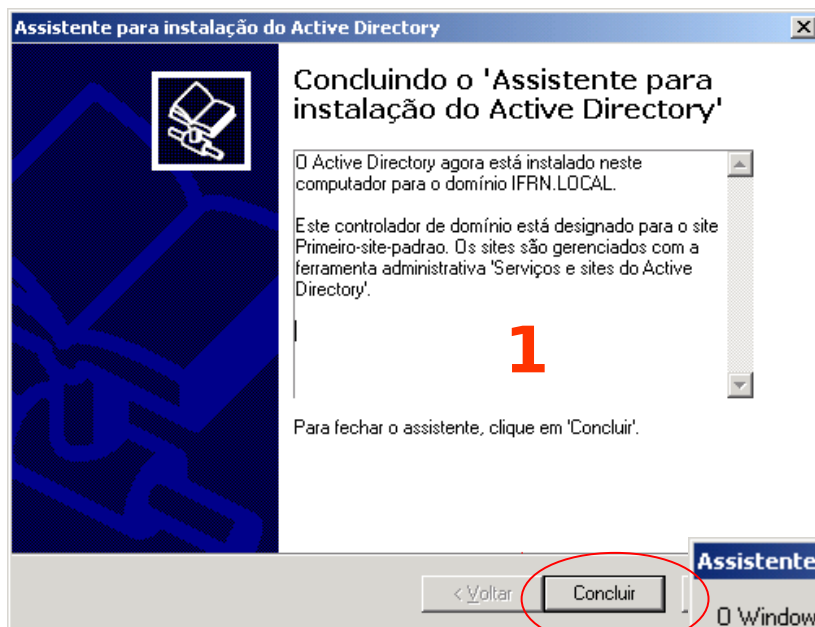 Assistente para instalação do Active Directory
Concluindo o 'Assistente para
instalação do Active Directory'
O Active Directory agora está instalado neste
computador para o domínio IFRN.LOCAL.
Este controlador de domínio está designado para o site
Primeiro-site-padrao. Os sites são gerenciados com a
ferramenta administrativa 'Serviços e sites do Active
Directory'.
1
Para fechar o assistente, clique em 'Concluir'.
< Voltar
Concluir
Assistente
O Window